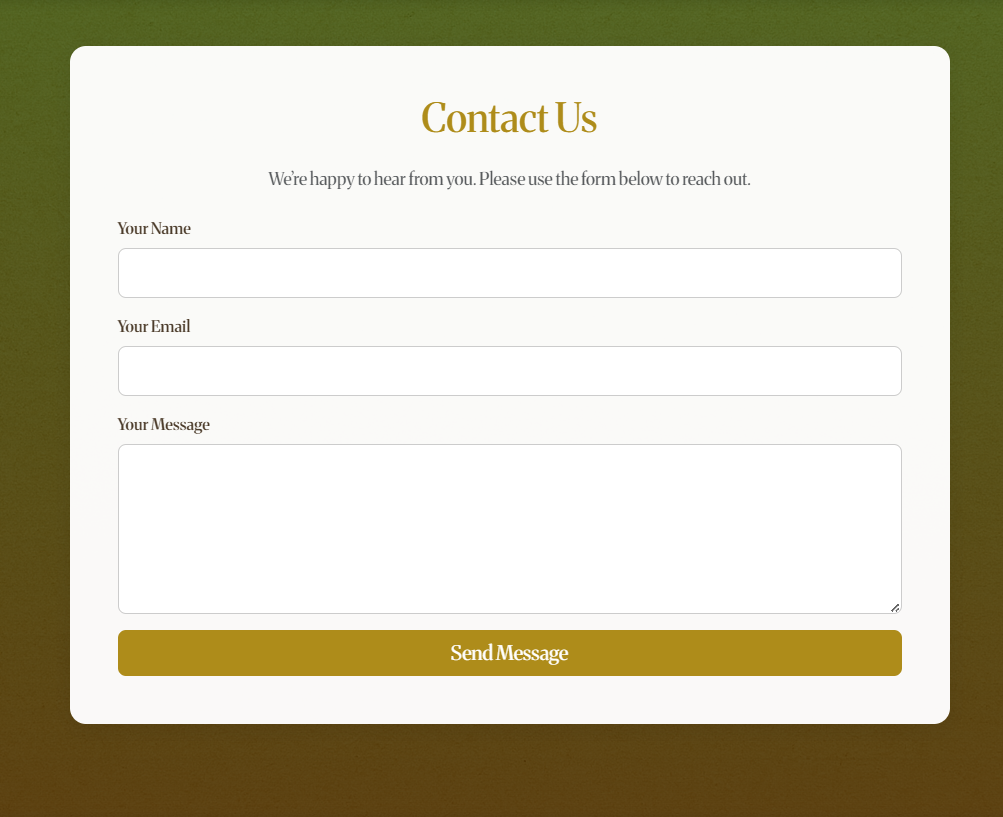 Contact Us
We’re happy to hear from you. Please use the form below to reach out.
Your Name
Your Email
Your Message
Send Message